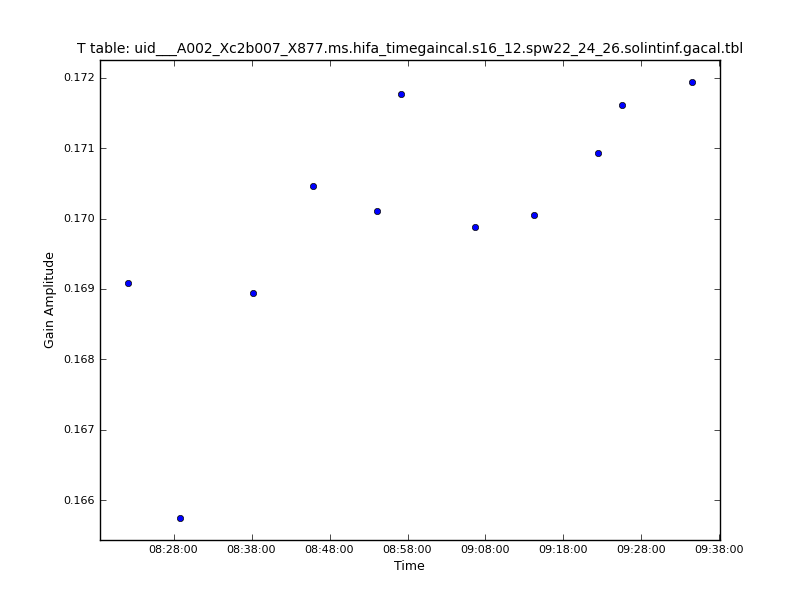 T table: uid___A002_Xc2b007_X877.ms.hifa_timegaincal.s16_12.spw22_24_26.solintinf.gacal.tbl
0.172
0.171
0.170
0.169
0.168
0.167
0.166
Gain Amplitude
08:28:00 08:38:00 08:48:00 08:58:00 09:08:00 09:18:00 09:28:00 09:38:00
Time